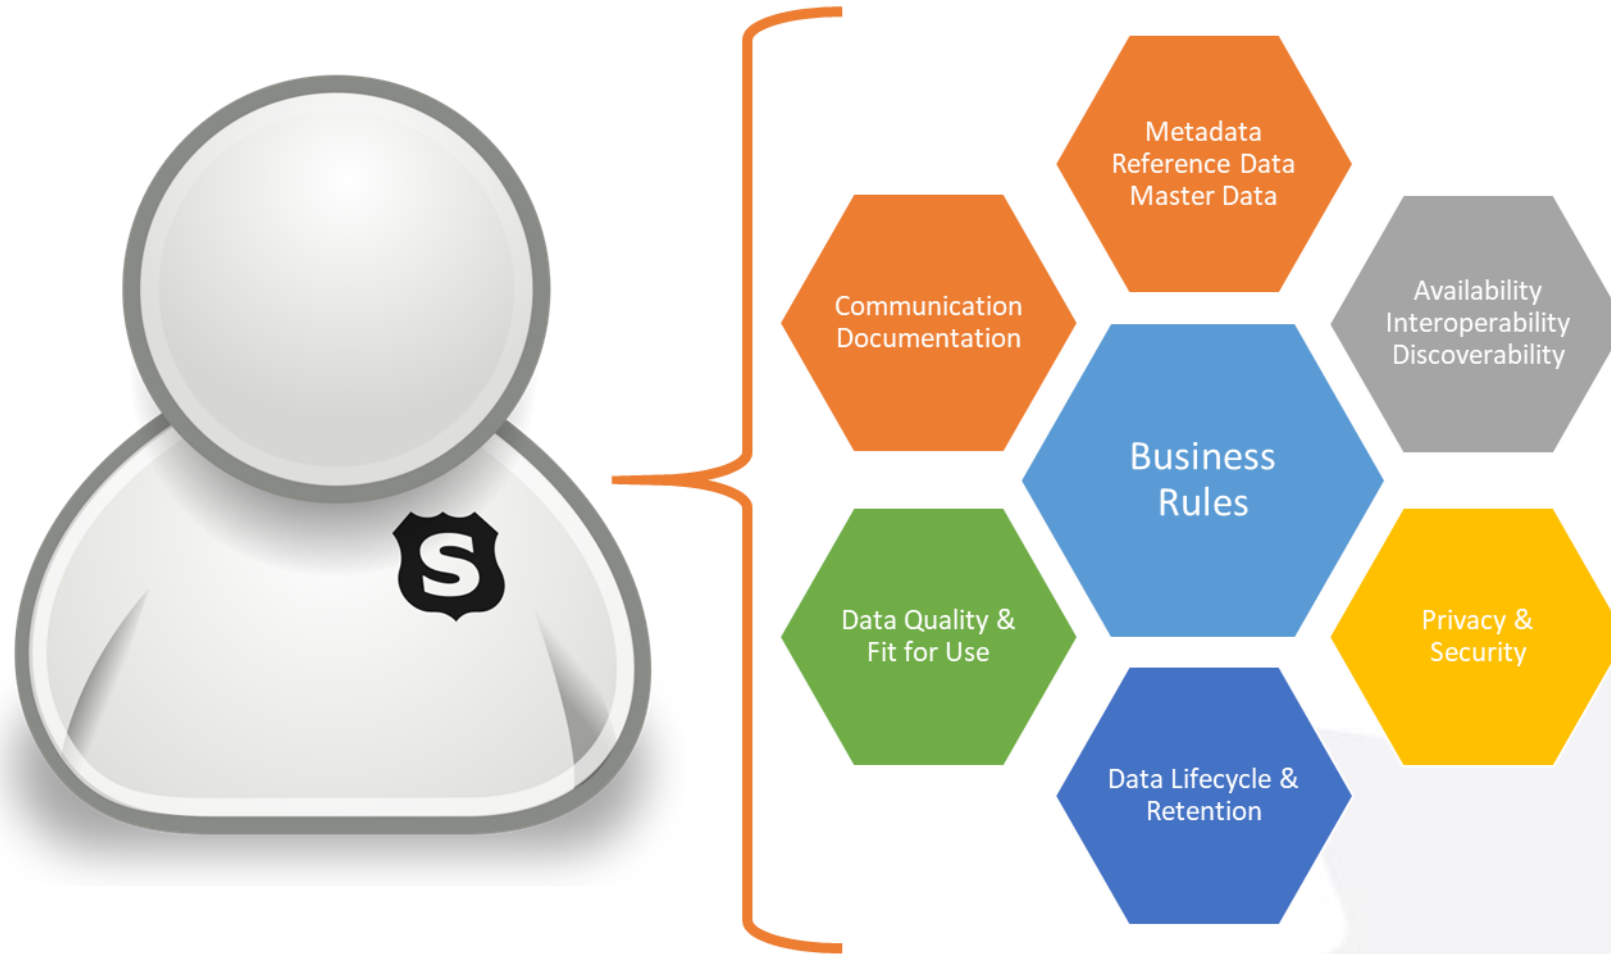 S
Metadata
Reference Data
Master Data
Communication
Documentation
Availability
Interoperability
Discoverability
Business
Rules
Data Quality &
Fit for Use
Privacy &
Security
Data Lifecycle &
Retention